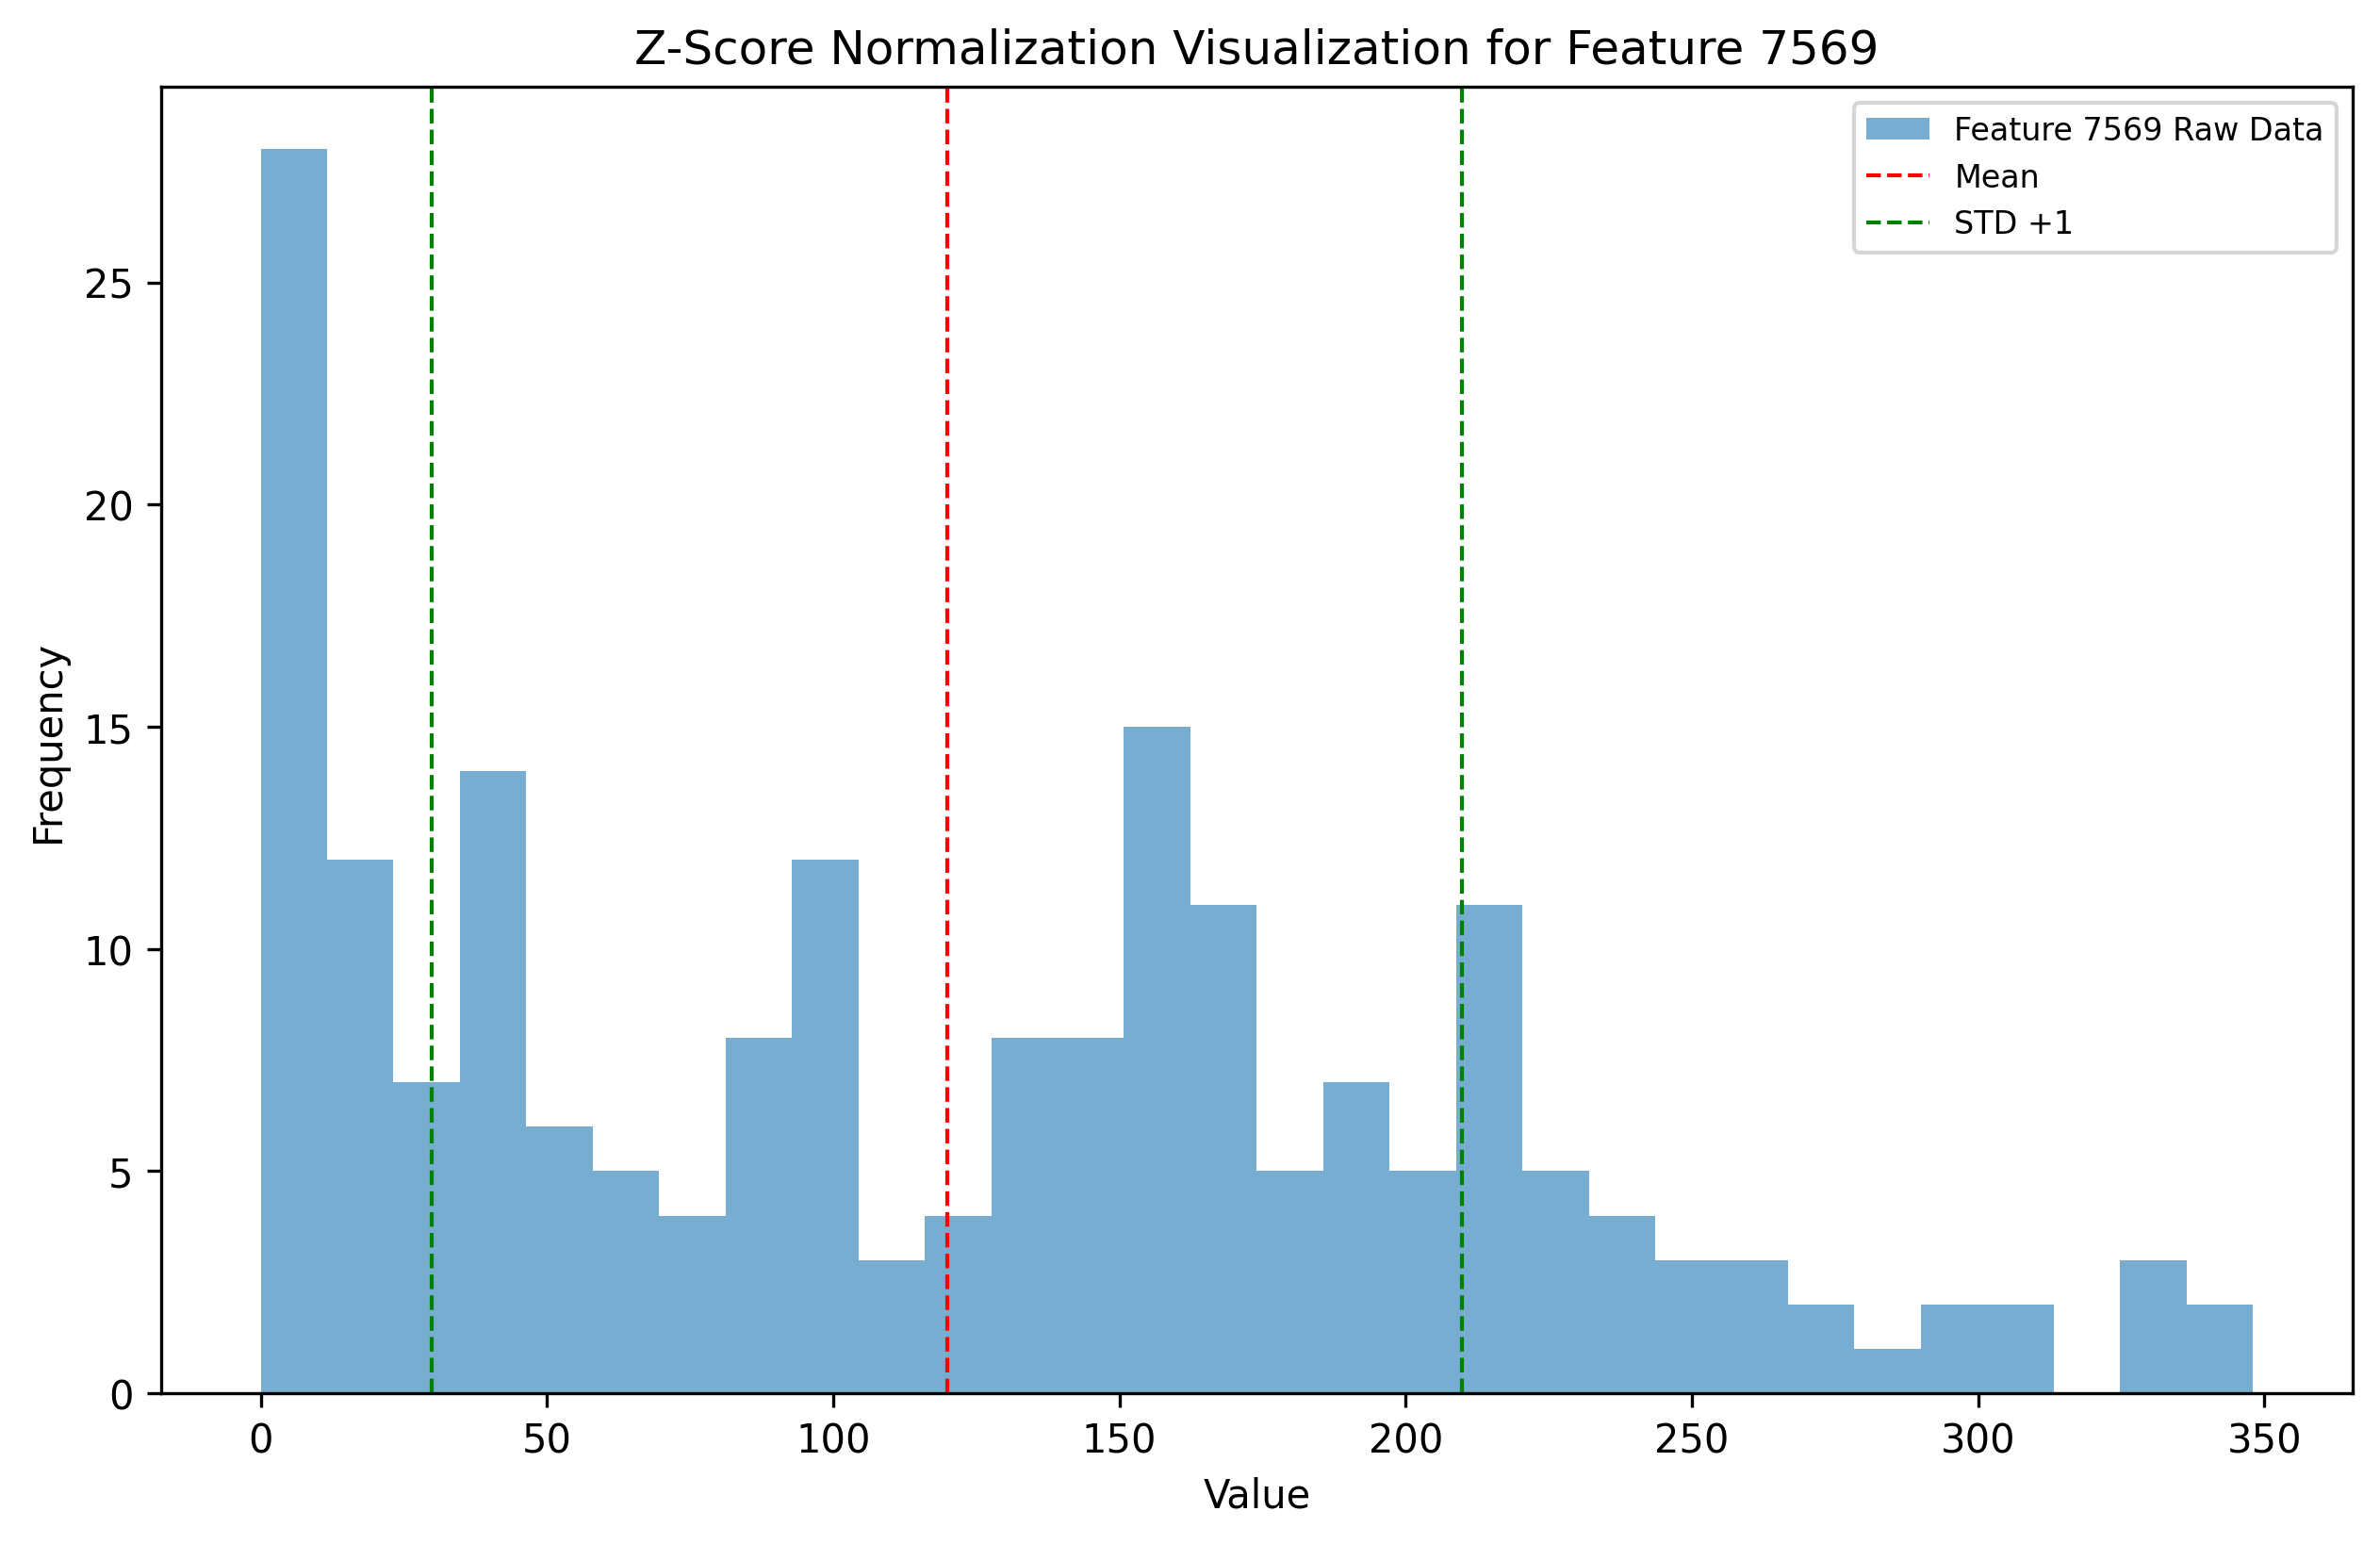 Z-Score Normalization Visualization for Feature 7569
Feature 7569 Raw Data
Mean
STD +1
25
20
15
10
5
0
Frequency
0 50 100 150 200 250 300 350
Value